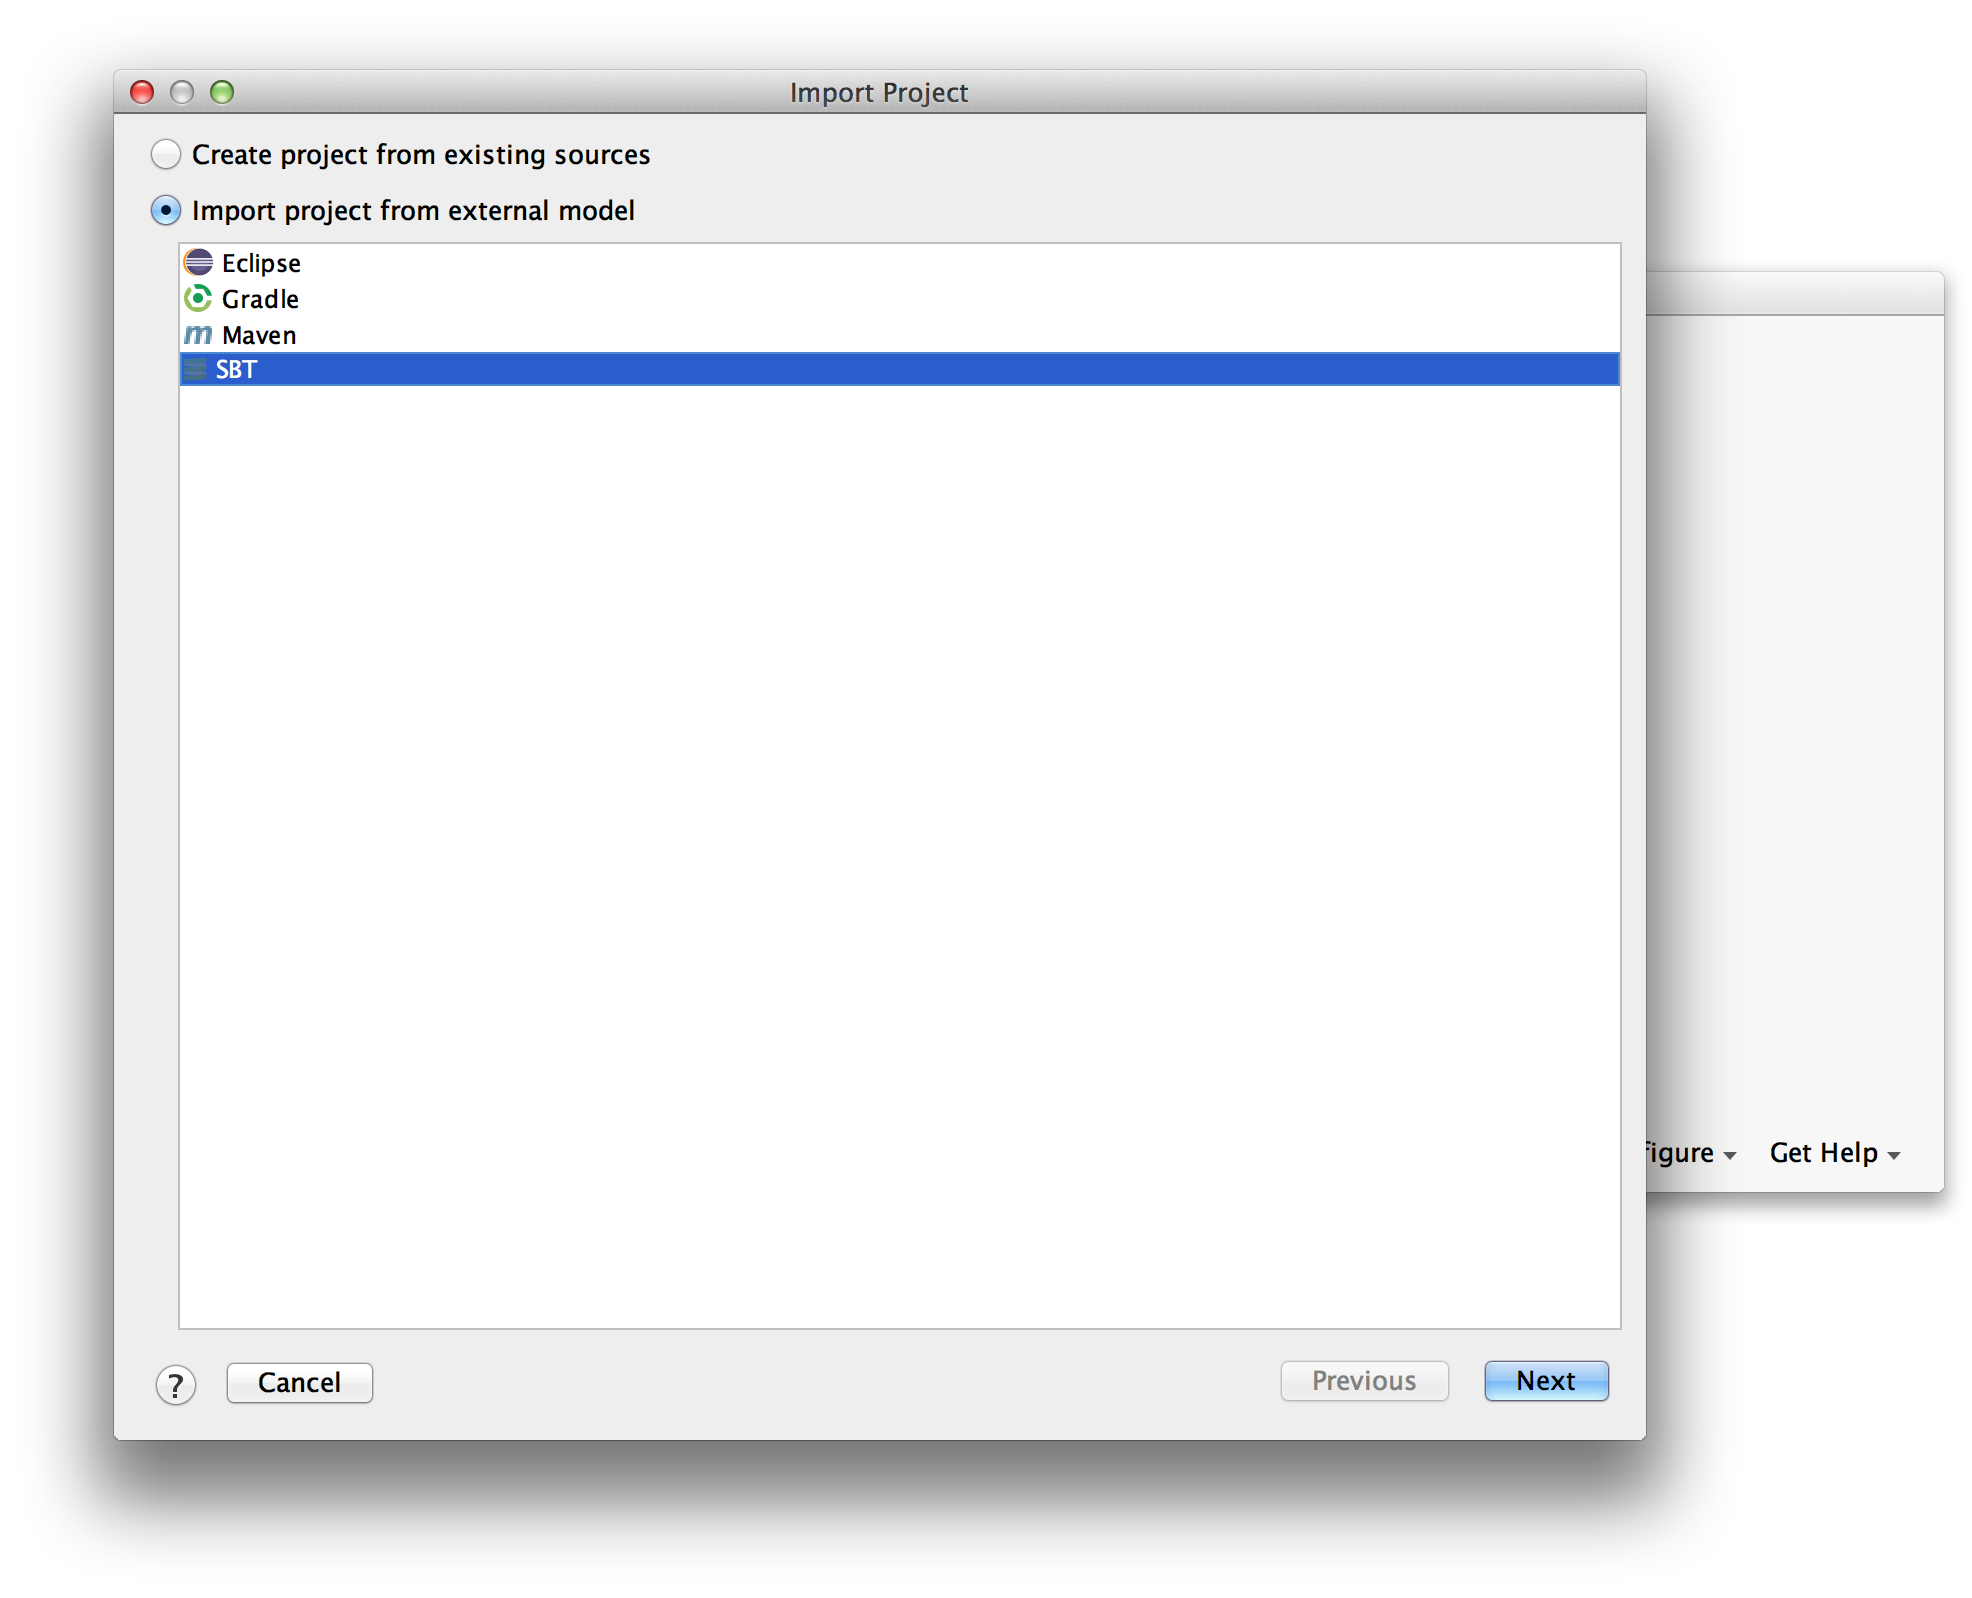 Import Project
Create project from existing sources
Import project from external model
Eclipse
Gradle
Maven
SBT
figure Get Help
? Cancel Previous Next